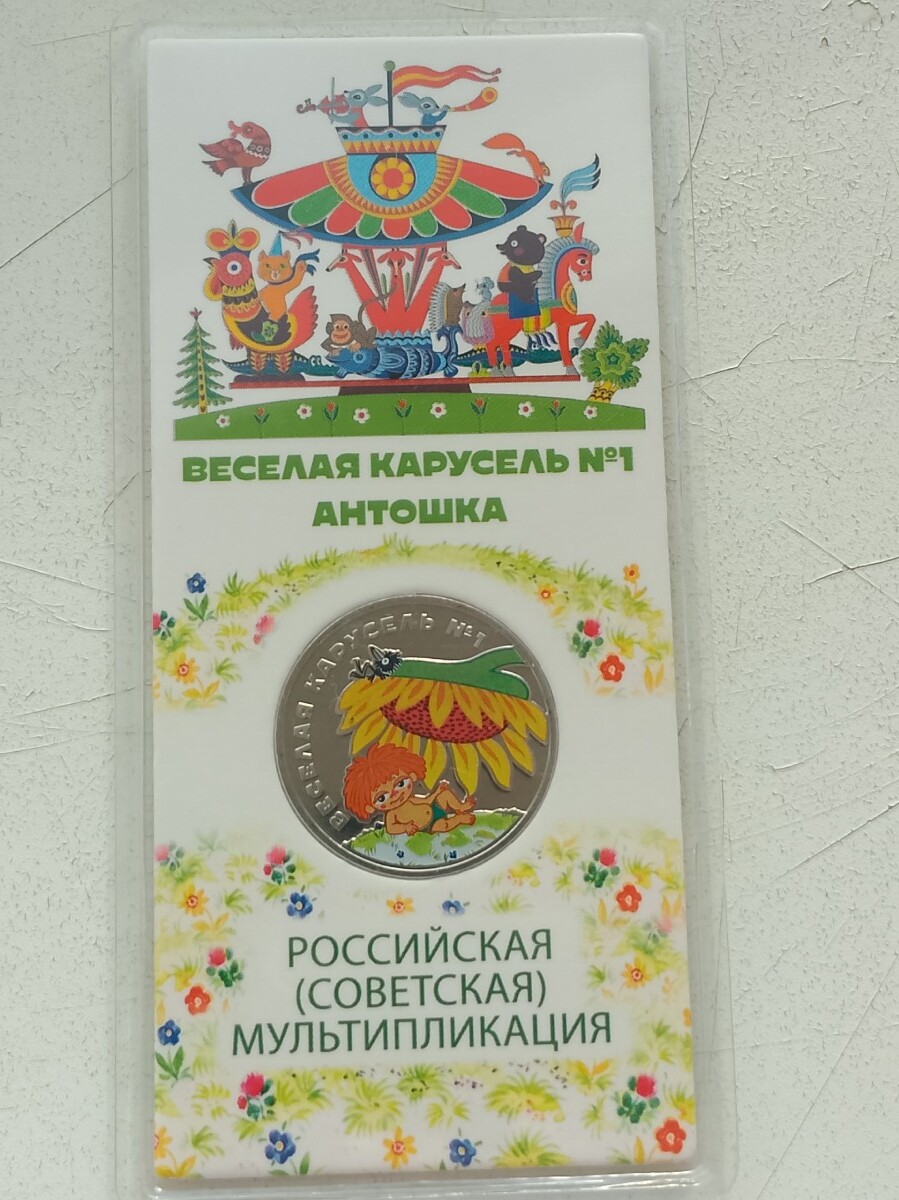 ВЕСЕЛАЯ КАРУСЕЛЬ №1
АНТОШКА
ВЕСЕЛАЯ КАРУСЕЛЬ №1
РОССИЙСКАЯ
(СОВЕТСКАЯ)
МУЛЬТИПЛИКАЦИЯ